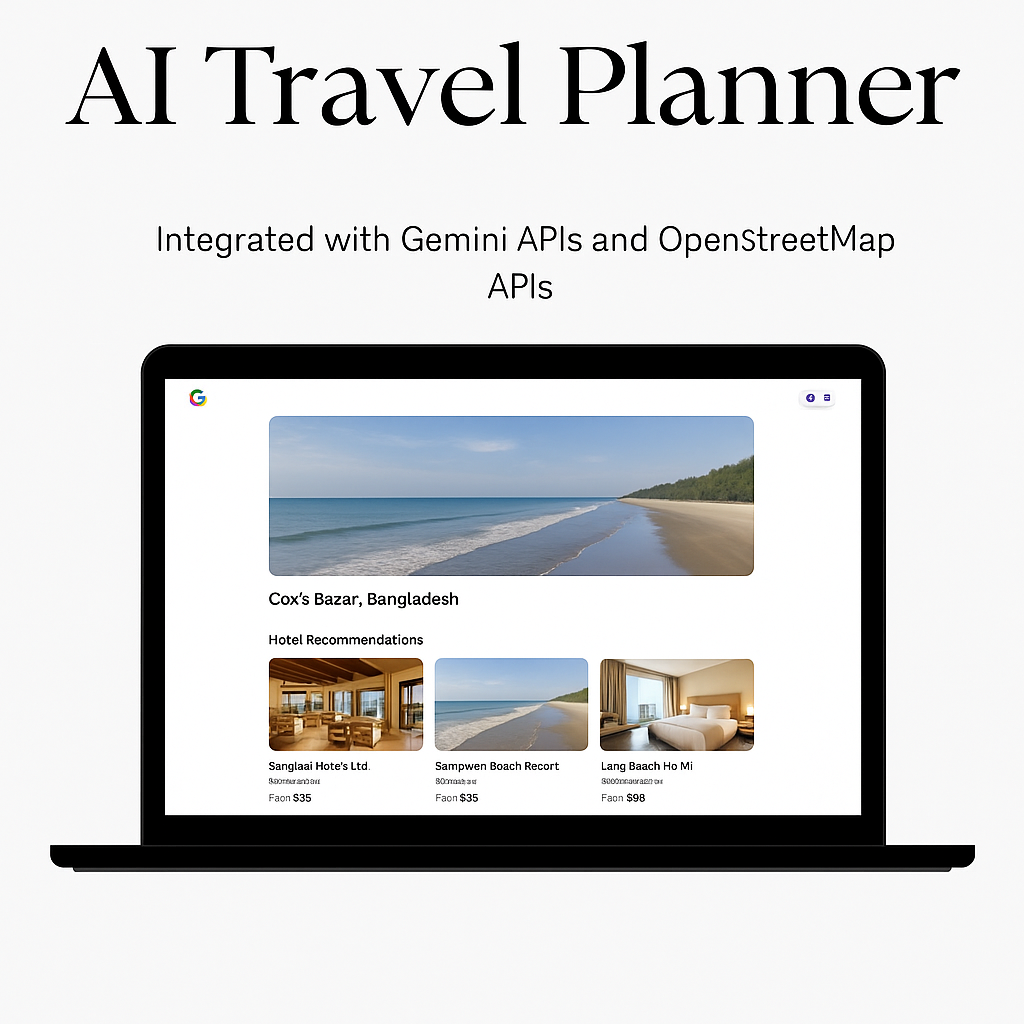 AI Travel Planner
Integrated with Gemini APIs and OpenStreetMap
APIs
G
Cox's Bazar, Bangladesh
Hotel Recommendations
Sanglaai Hote's Ltd.
Sampwen Boach Recort
Lang Baach Ho Mi
Faon $35
Faon $35
Faon $98